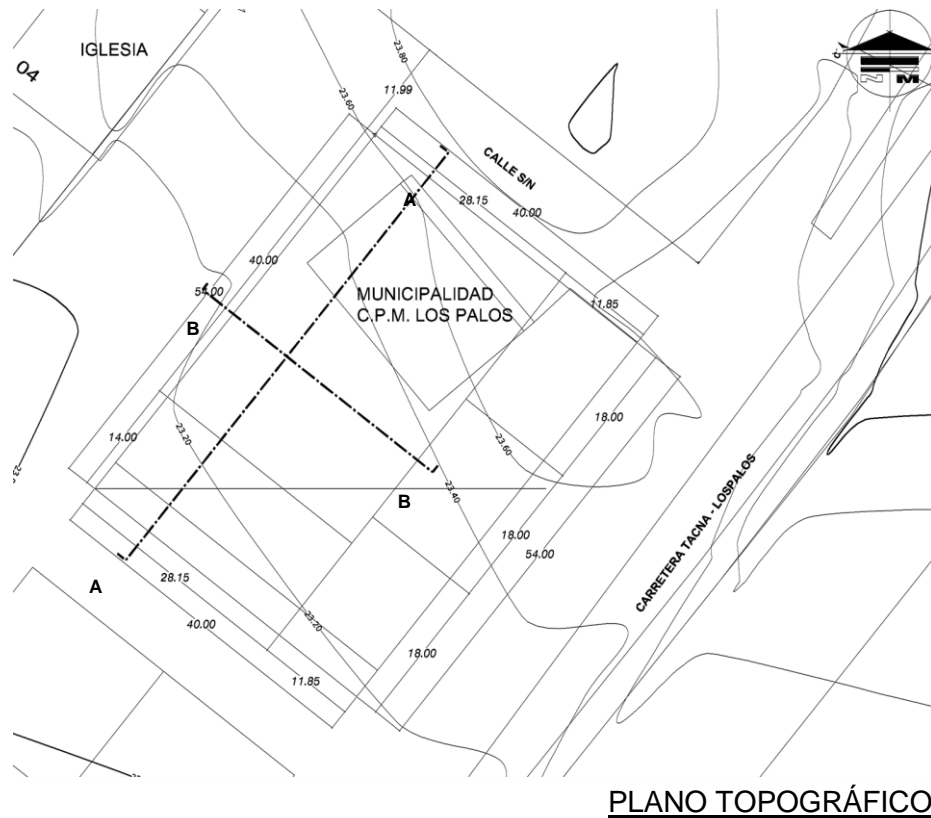 IGLESIA
04
23.80
23.60
11.99
CALLE S/N
28.15
40.00
A
40.00
54.00
MUNICIPALIDAD
C.P.M. LOS PALOS
11.85
B
18.00
14.00
23.20
23.60
23.40
B
18.00
54.00
CARRETERA TACNA - LOSPALOS
A
28.15
40.00
23.20
18.00
11.85
NM
PLANO TOPOGRÁFICO